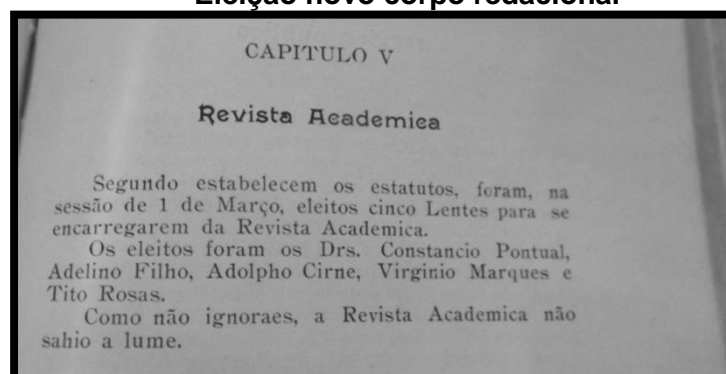 Eleição novo corpo redacional
CAPITULO V
Revista Academica
Segundo estabelecem os estatutos, foram, na
sessão de 1 de Março, eleitos cinco Lentes para se
encarregarem da Revista Academica.
Os eleitos foram os Drs. Constancio Pontual,
Adelino Filho, Adolpho Cirne, Virginio Marques e
Tito Rosas.
Como não ignoraes, a Revista Academica não
sahio a lume.